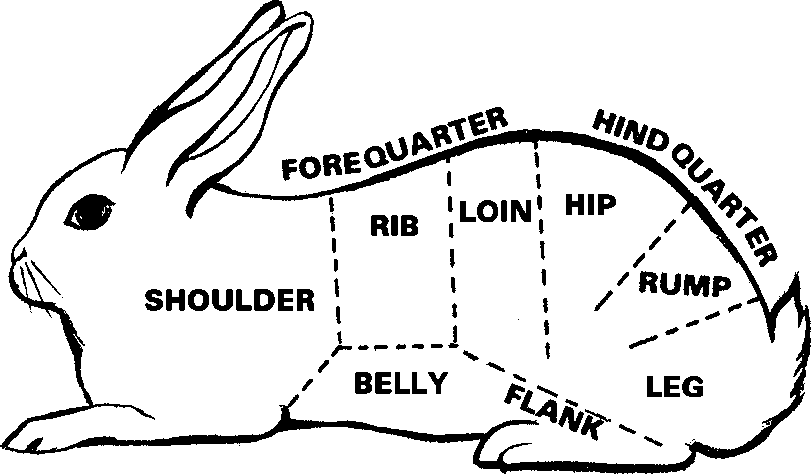 FOREQUARTER
HIND QUARTER
RIB
LOIN
HIP
SHOULDER
RUMP
BELLY
FLANK
LEG